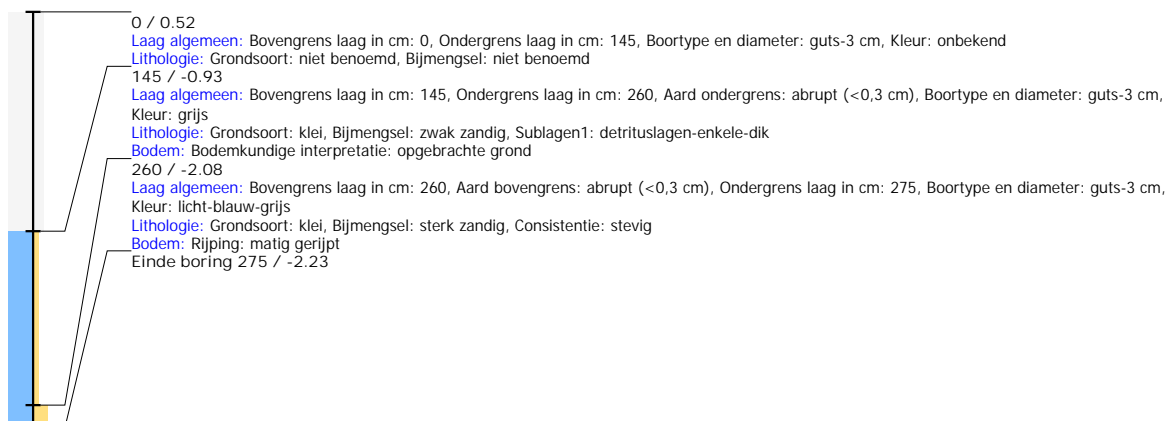 0 / 0.52
Laag algemeen: Bovengrens laag in cm: 0, Ondergrens laag in cm: 145, Boortype en diameter: guts-3 cm, Kleur: onbekend
Lithologie: Grondsoort: niet benoemd, Bijmengsel: niet benoemd
145 / -0.93
Laag algemeen: Bovengrens laag in cm: 145, Ondergrens laag in cm: 260, Aard ondergrens: abrupt (<0,3 cm), Boortype en diameter: guts-3 cm,
Kleur: grijs
Lithologie: Grondsoort: klei, Bijmengsel: zwak zandig, Sublagen1: detrituslagen-enkele-dik
Bodem: Bodemkundige interpretatie: opgebrachte grond
260 / -2.08
Laag algemeen: Bovengrens laag in cm: 260, Aard bovengrens: abrupt (<0,3 cm), Ondergrens laag in cm: 275, Boortype en diameter: guts-3 cm,
Kleur: licht-blauw-grijs
Lithologie: Grondsoort: klei, Bijmengsel: sterk zandig, Consistentie: stevig
Bodem: Rijping: matig gerijpt
Einde boring 275 / -2.23